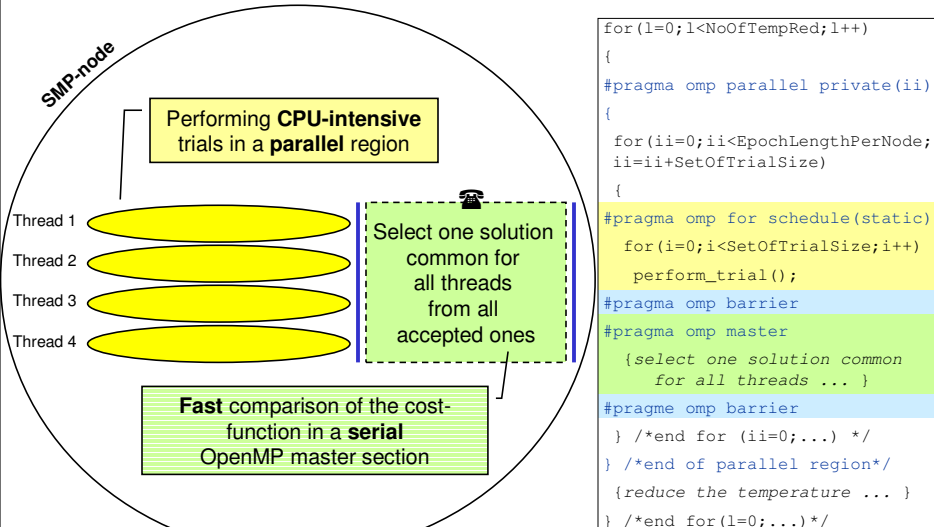 SMP-node
Performing CPU-intensive
trials in a parallel region
Thread 1
Thread 2
Thread 3
Thread 4
Select one solution
common for
all threads
from all
accepted ones
Fast comparison of the cost-
function in a serial
OpenMP master section
for(l=0;l<NoOfTempRed;l++)
{
#pragma omp parallel private(ii)
{
for(ii=0;ii<EpochLengthPerNode;
ii=ii+SetOfTrialSize)
{
#pragma omp for schedule(static)
for(i=0;i<SetOfTrialSize;i++)
perform_trial();
#pragma omp barrier
#pragma omp master
{select one solution common
for all threads ... }
#pragme omp barrier
} /*end for (ii=0;...) */
} /*end of parallel region*/
{reduce the temperature ... }
} /*end for(l=0;...)*/